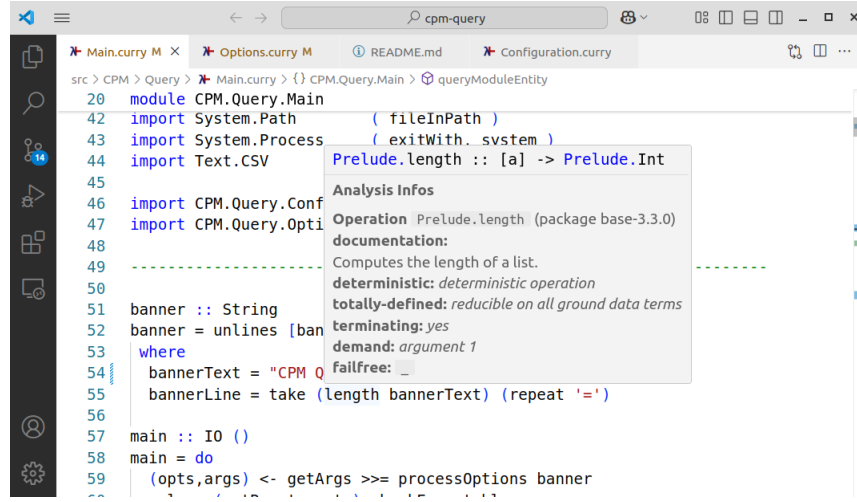 cpm-query
Main.curry M
Options.curry M
README.md
Configuration.curry
src > CPM > Query > Main.curry > {} CPM.Query.Main > queryModuleEntity
20 module CPM.Query.Main
42 import System.Path ( fileInPath )
43 import System.Process ( exitWith, system )
44 import Text.CSV
45
46 import CPM.Query.Conf
47 import CPM.Query.Opti
48
49 --------------------------------------------------------------
50
51 banner :: String
52 banner = unlines [ban
53 where
54 bannerText = "CPM Q
55 bannerLine = take (length bannerText) (repeat '=')
56
57 main :: IO ()
58 main = do
59 (opts,args) <- getArgs >>= processOptions banner
Prelude.length :: [a] -> Prelude.Int
Analysis Infos
Operation Prelude.length (package base-3.3.0)
documentation:
Computes the length of a list.
deterministic: deterministic operation
totally-defined: reducible on all ground data terms
terminating: yes
demand: argument 1
failfree: _
14